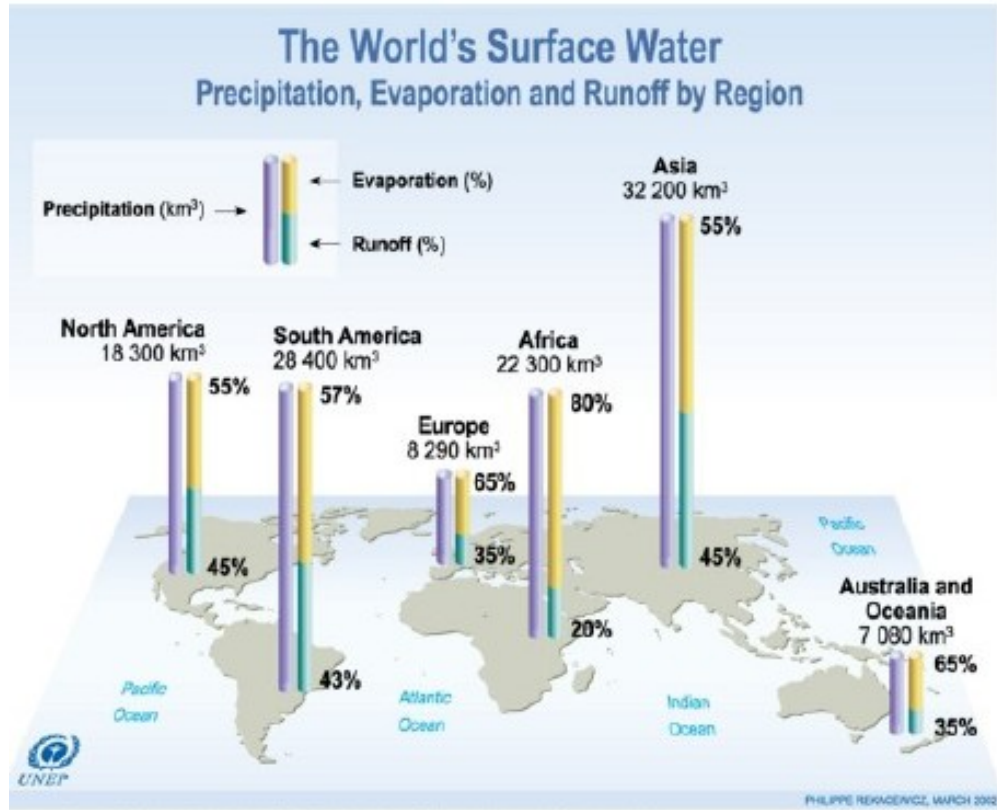 The World's Surface Water
Precipitation, Evaporation and Runoff by Region
Precipitation (km³)
Evaporation (%)
Runoff (%)
Asia
32 200 km³
55%
45%
North America
18 300 km³
55%
45%
South America
28 400 km³
57%
43%
Europe
8 290 km³
65%
35%
Africa
22 300 km³
80%
20%
Australia and
Oceania
7 080 km³
65%
35%
Pacific
Ocean
Pacific
Ocean
Atlantic
Ocean
Indian
Ocean
UNEP
PHILIPPE REKACEWICZ, MARCH 2002